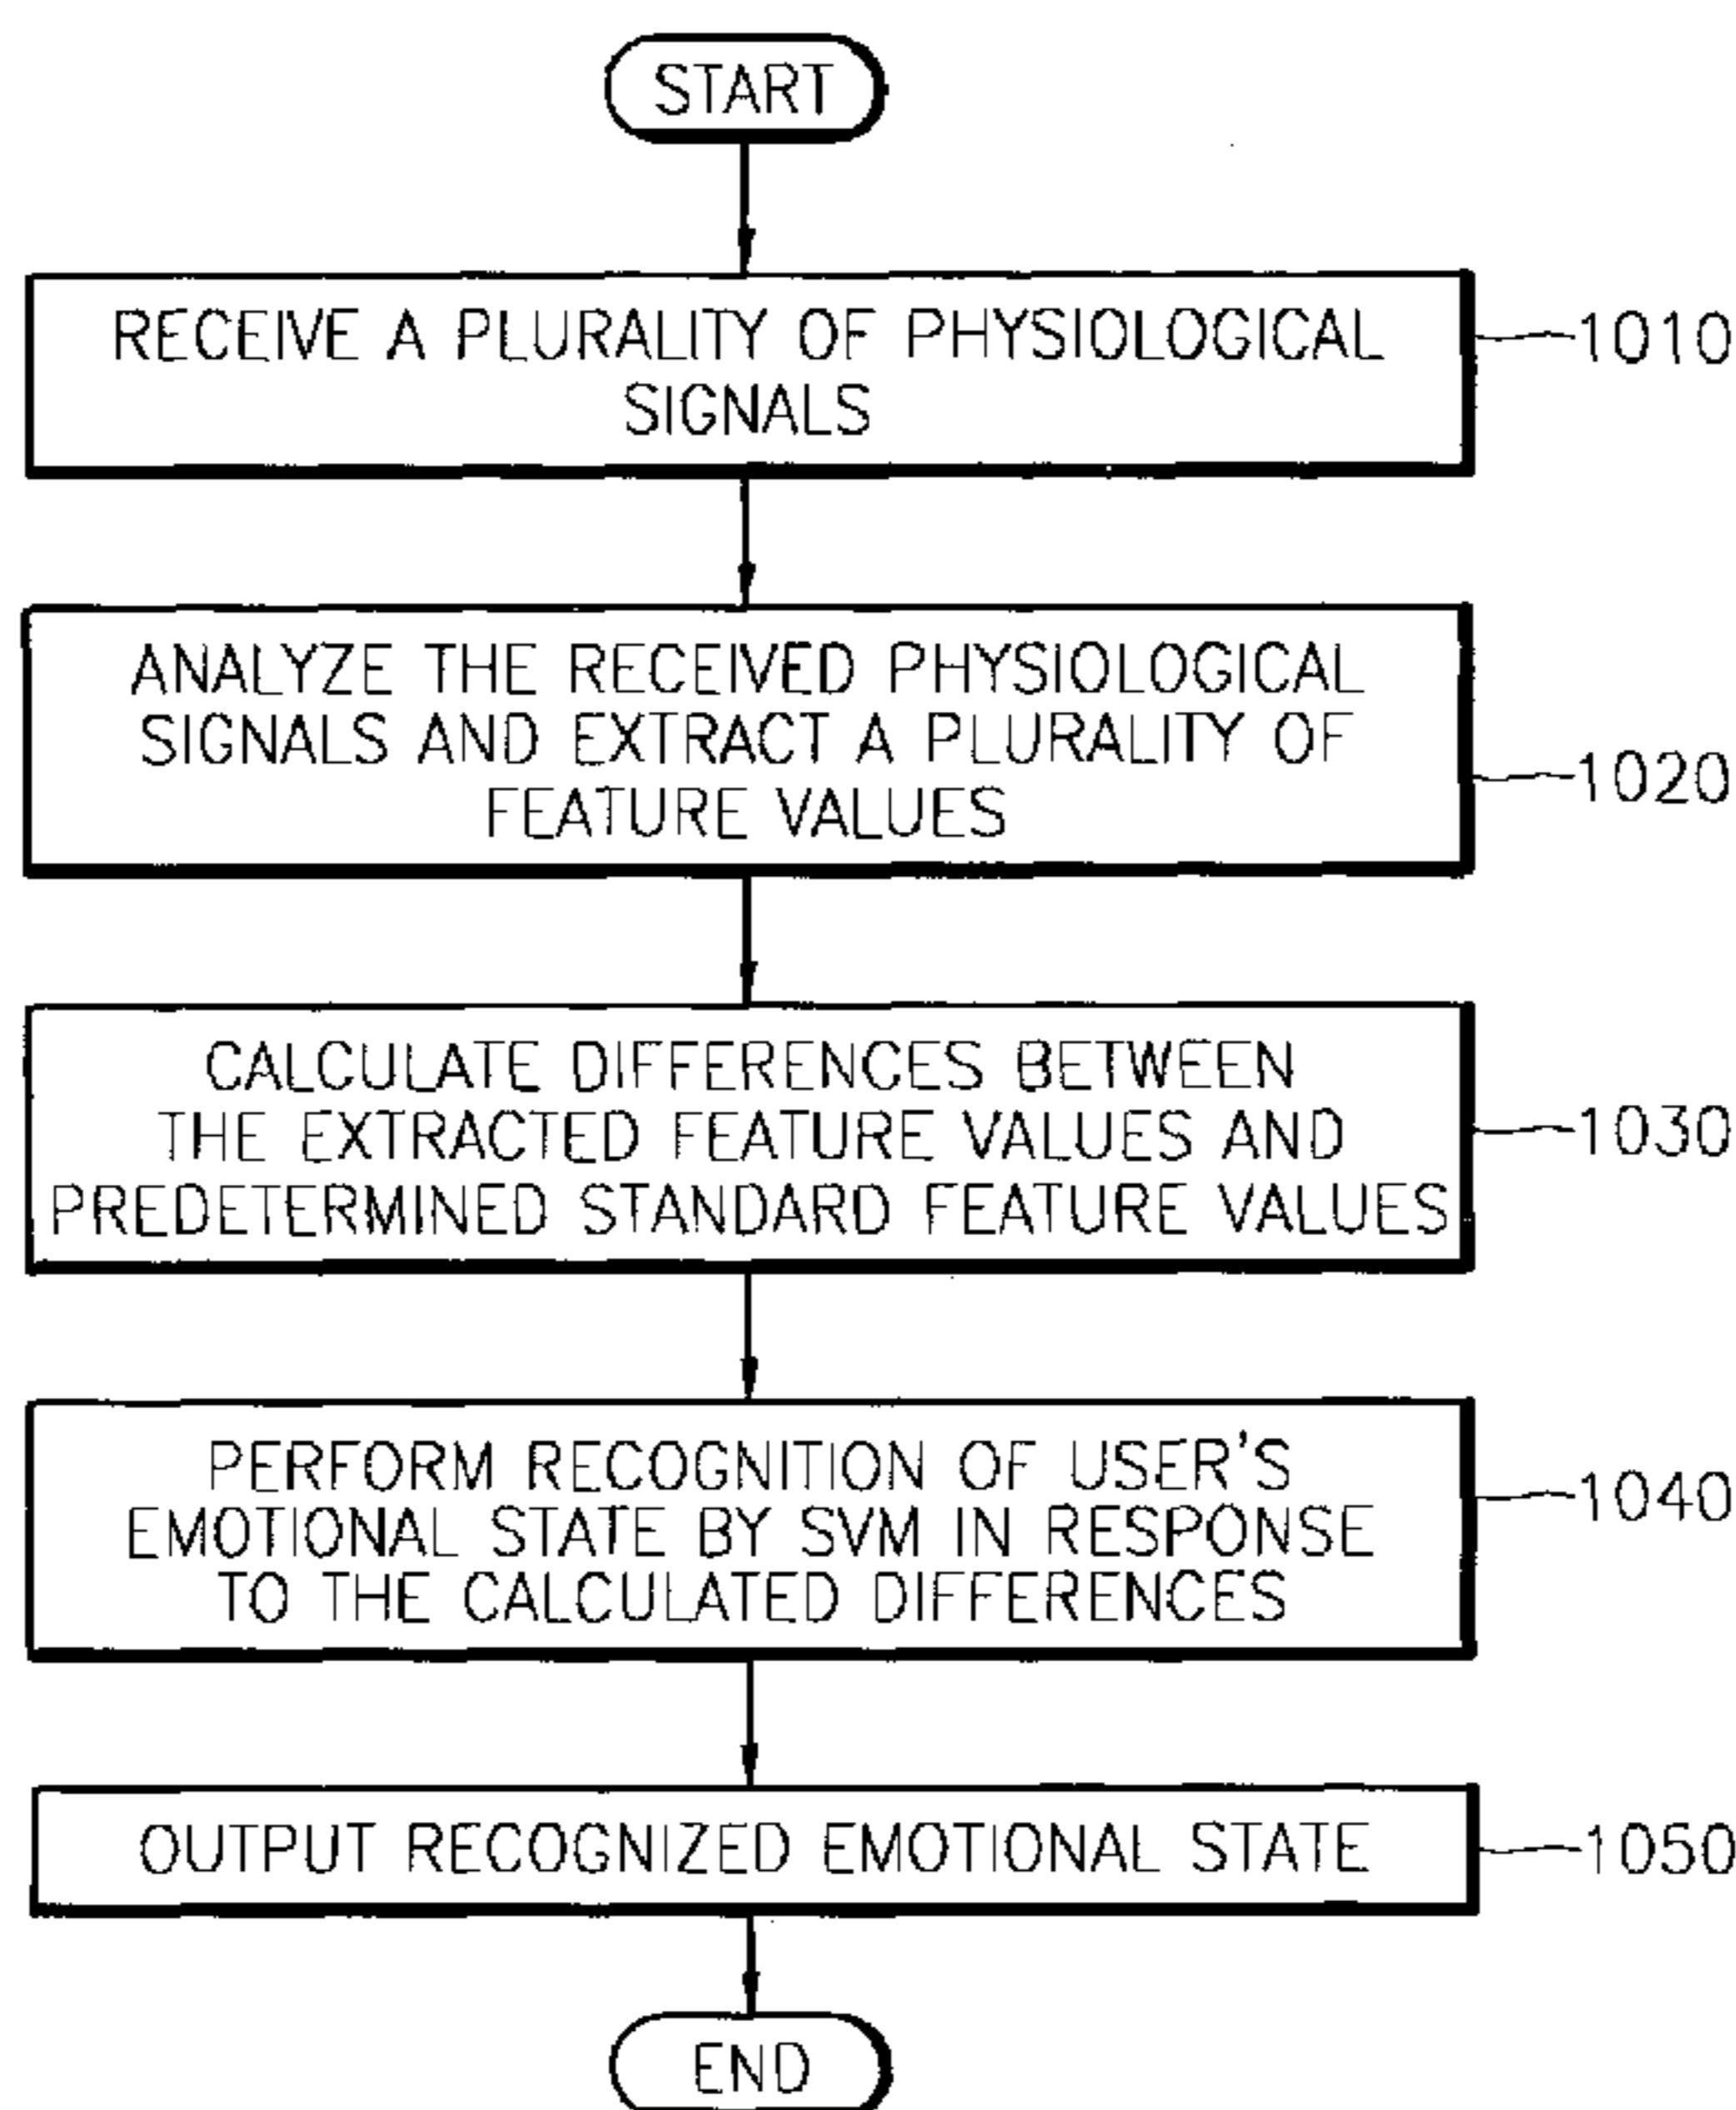 START
RECEIVE A PLURALITY OF PHYSIOLOGICAL
SIGNALS
1010
ANALYZE THE RECEIVED PHYSIOLOGICAL
SIGNALS AND EXTRACT A PLURALITY OF
FEATURE VALUES
1020
CALCULATE DIFFERENCES BETWEEN
THE EXTRACTED FEATURE VALUES AND
PREDETERMINED STANDARD FEATURE VALUES
1030
PERFORM RECOGNITION OF USER'S
EMOTIONAL STATE BY SVM IN RESPONSE
TO THE CALCULATED DIFFERENCES
1040
OUTPUT RECOGNIZED EMOTIONAL STATE
1050
END